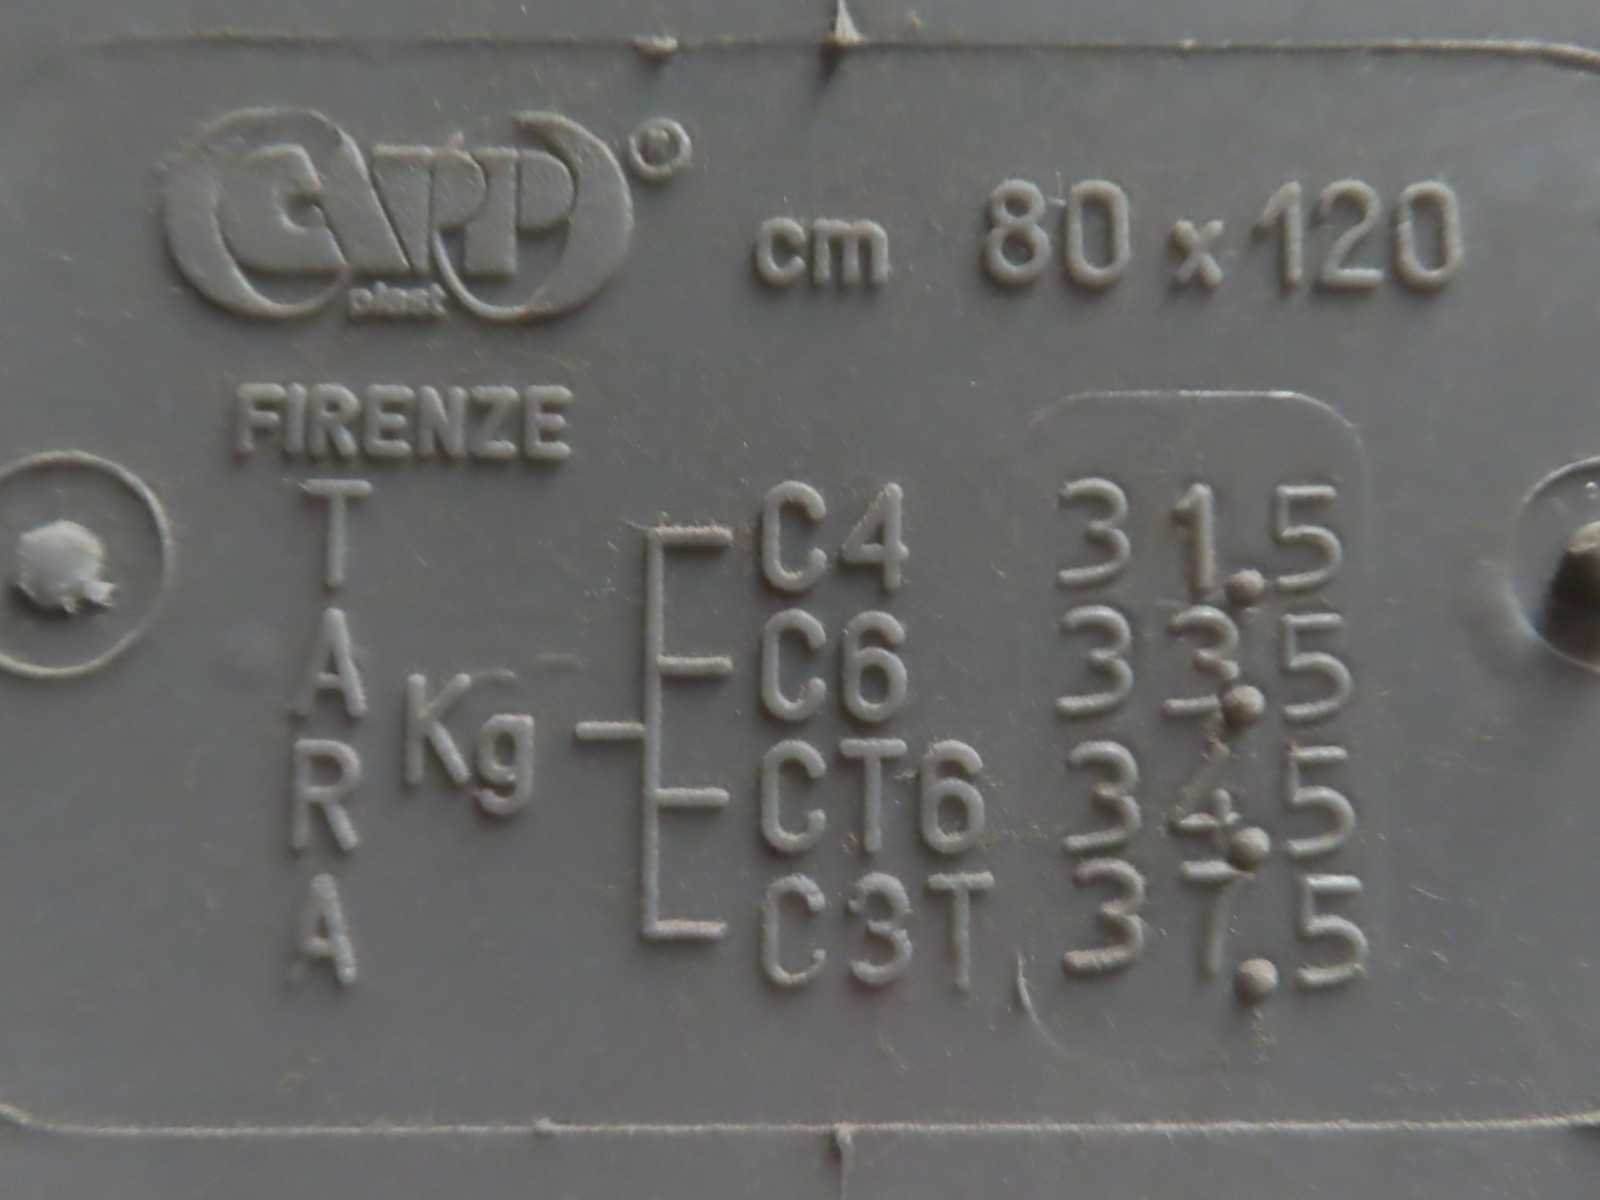 CAPP®
plast
cm 80 x 120
FIRENZE
TARA Kg
C4 31.5
C6 33.5
CT6 34.5
C3T 37.5